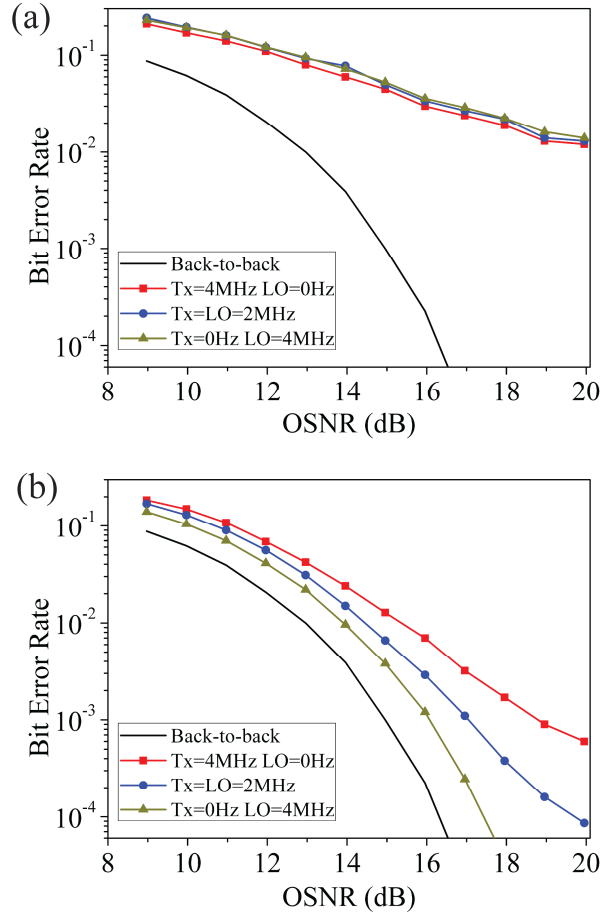 (a)
10⁻¹
10⁻²
10⁻³
10⁻⁴
Bit Error Rate
Back-to-back
Tx=4MHz LO=0Hz
Tx=LO=2MHz
Tx=0Hz LO=4MHz
8 10 12 14 16 18 20
OSNR (dB)
(b)
10⁻¹
10⁻²
10⁻³
10⁻⁴
Bit Error Rate
Back-to-back
Tx=4MHz LO=0Hz
Tx=LO=2MHz
Tx=0Hz LO=4MHz
8 10 12 14 16 18 20
OSNR (dB)